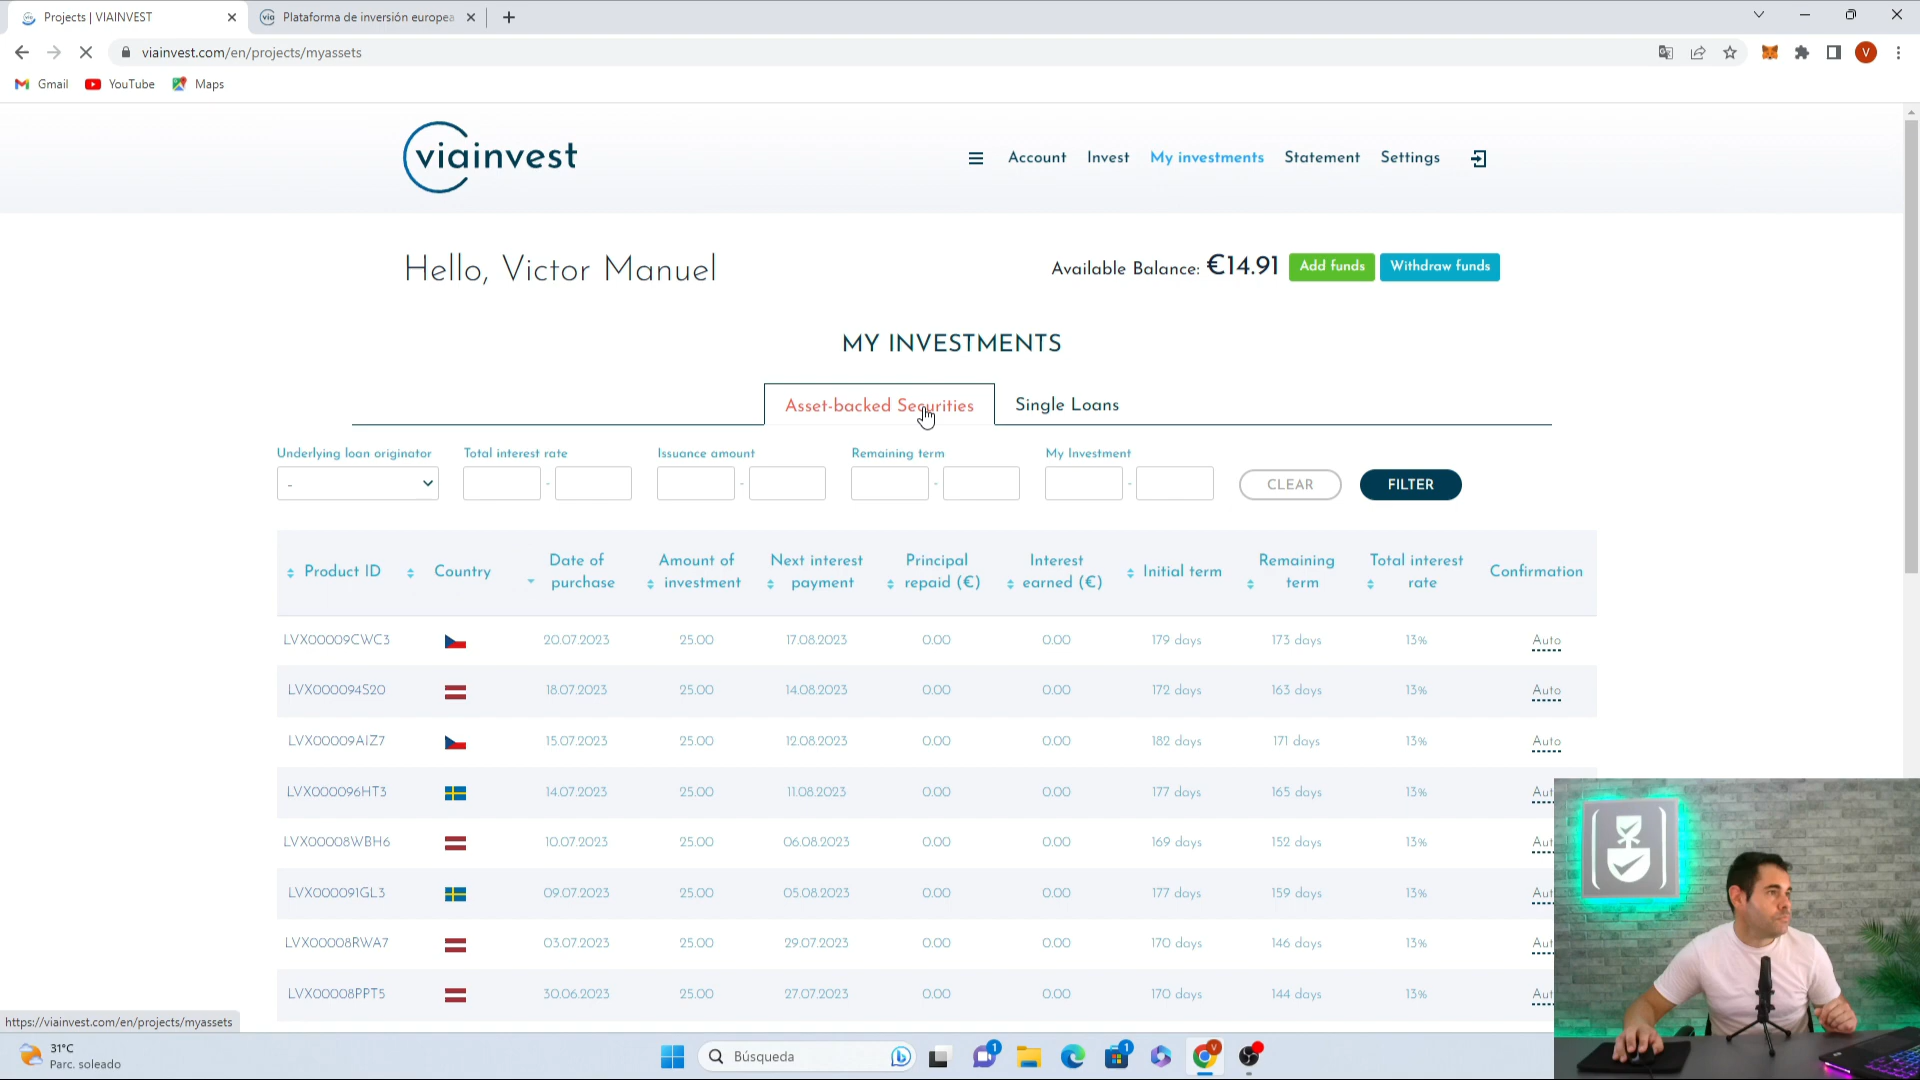 Projects | VIAINVEST
Plataforma de inversión europea
viainvest.com/en/projects/myassets
V
Gmail
YouTube
Maps
viainvest
Account
Invest
My investments
Statement
Settings
Hello, Victor Manuel
Available Balance: €14.91
Add funds
Withdraw funds
MY INVESTMENTS
Asset-backed Securities
Single Loans
Underlying loan originator
Total interest rate
Issuance amount
Remaining term
My Investment
-
-
-
-
-
CLEAR
FILTER
Product ID
Country
Date of purchase
Amount of investment
Next interest payment
Principal repaid (€)
Interest earned (€)
Initial term
Remaining term
Total interest rate
Confirmation
LVX00009CWC3 20.07.2023 25.00 17.08.2023 0.00 0.00 179 days 173 days 13% Auto
LVX000094S20 18.07.2023 25.00 14.08.2023 0.00 0.00 172 days 163 days 13% Auto
LVX00009AIZ7 15.07.2023 25.00 12.08.2023 0.00 0.00 182 days 171 days 13% Auto
LVX000096HT3 14.07.2023 25.00 11.08.2023 0.00 0.00 177 days 165 days 13% Aut
LVX00008WBH6 10.07.2023 25.00 06.08.2023 0.00 0.00 169 days 152 days 13% Aut
LVX000091GL3 09.07.2023 25.00 05.08.2023 0.00 0.00 177 days 159 days 13% Aut
LVX00008RWA7 03.07.2023 25.00 29.07.2023 0.00 0.00 170 days 146 days 13% Aut
LVX00008PPT5 30.06.2023 25.00 27.07.2023 0.00 0.00 170 days 144 days 13% Aut
https://viainvest.com/en/projects/myassets
31°C
Parc. soleado
Búsqueda
1
1
V